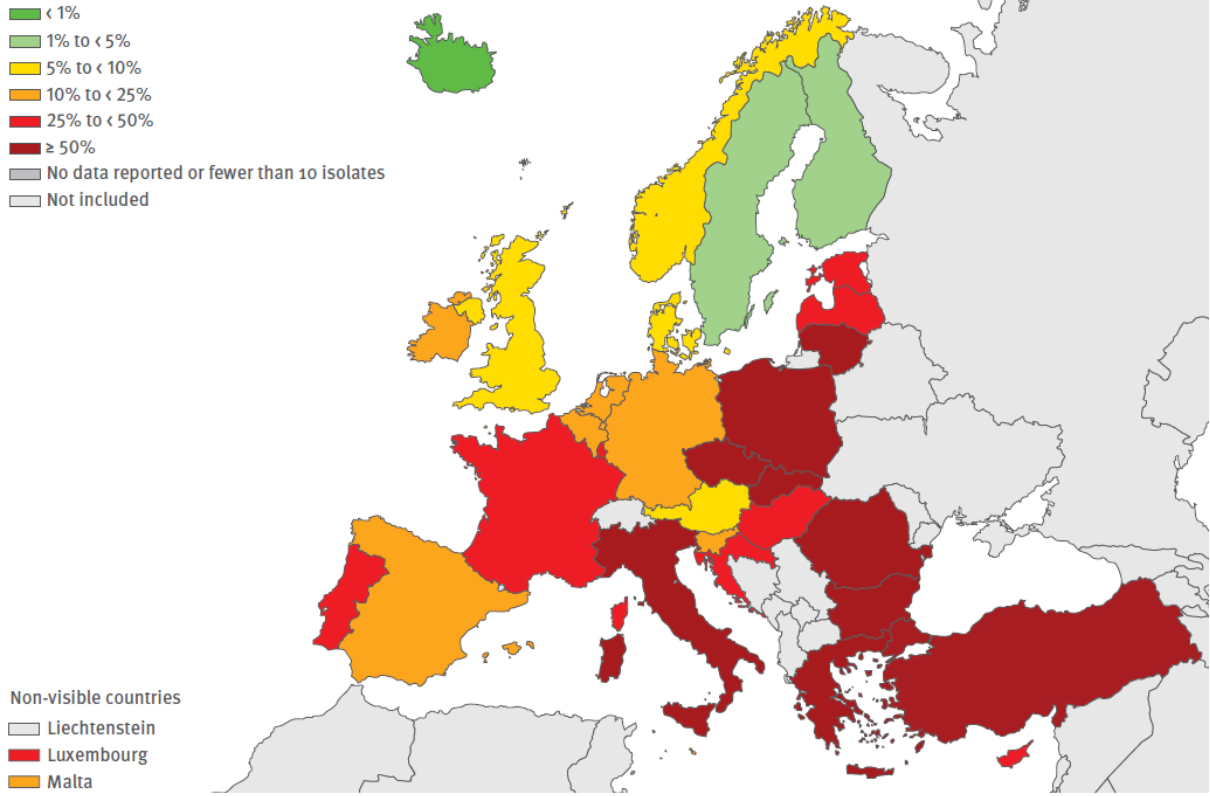 < 1%
1% to < 5%
5% to < 10%
10% to < 25%
25% to < 50%
≥ 50%
No data reported or fewer than 10 isolates
Not included
Non-visible countries
Liechtenstein
Luxembourg
Malta